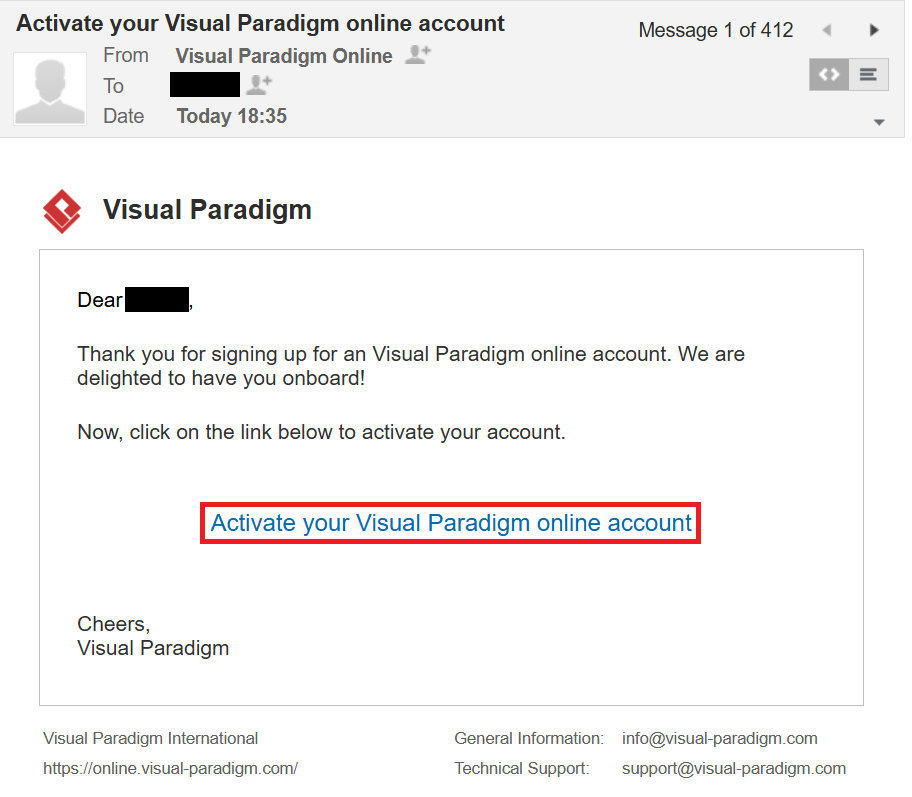 Activate your Visual Paradigm online account
Message 1 of 412
From Visual Paradigm Online
To
Date Today 18:35
Visual Paradigm
Dear ,
Thank you for signing up for an Visual Paradigm online account. We are
delighted to have you onboard!
Now, click on the link below to activate your account.
Activate your Visual Paradigm online account
Cheers,
Visual Paradigm
Visual Paradigm International
General Information: info@visual-paradigm.com
https://online.visual-paradigm.com/
Technical Support: support@visual-paradigm.com